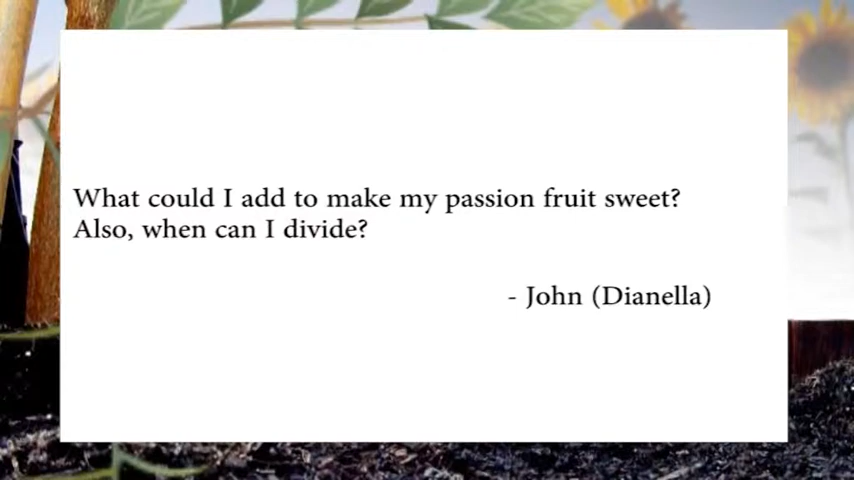 What could I add to make my passion fruit sweet?
Also, when can I divide?
- John (Dianella)